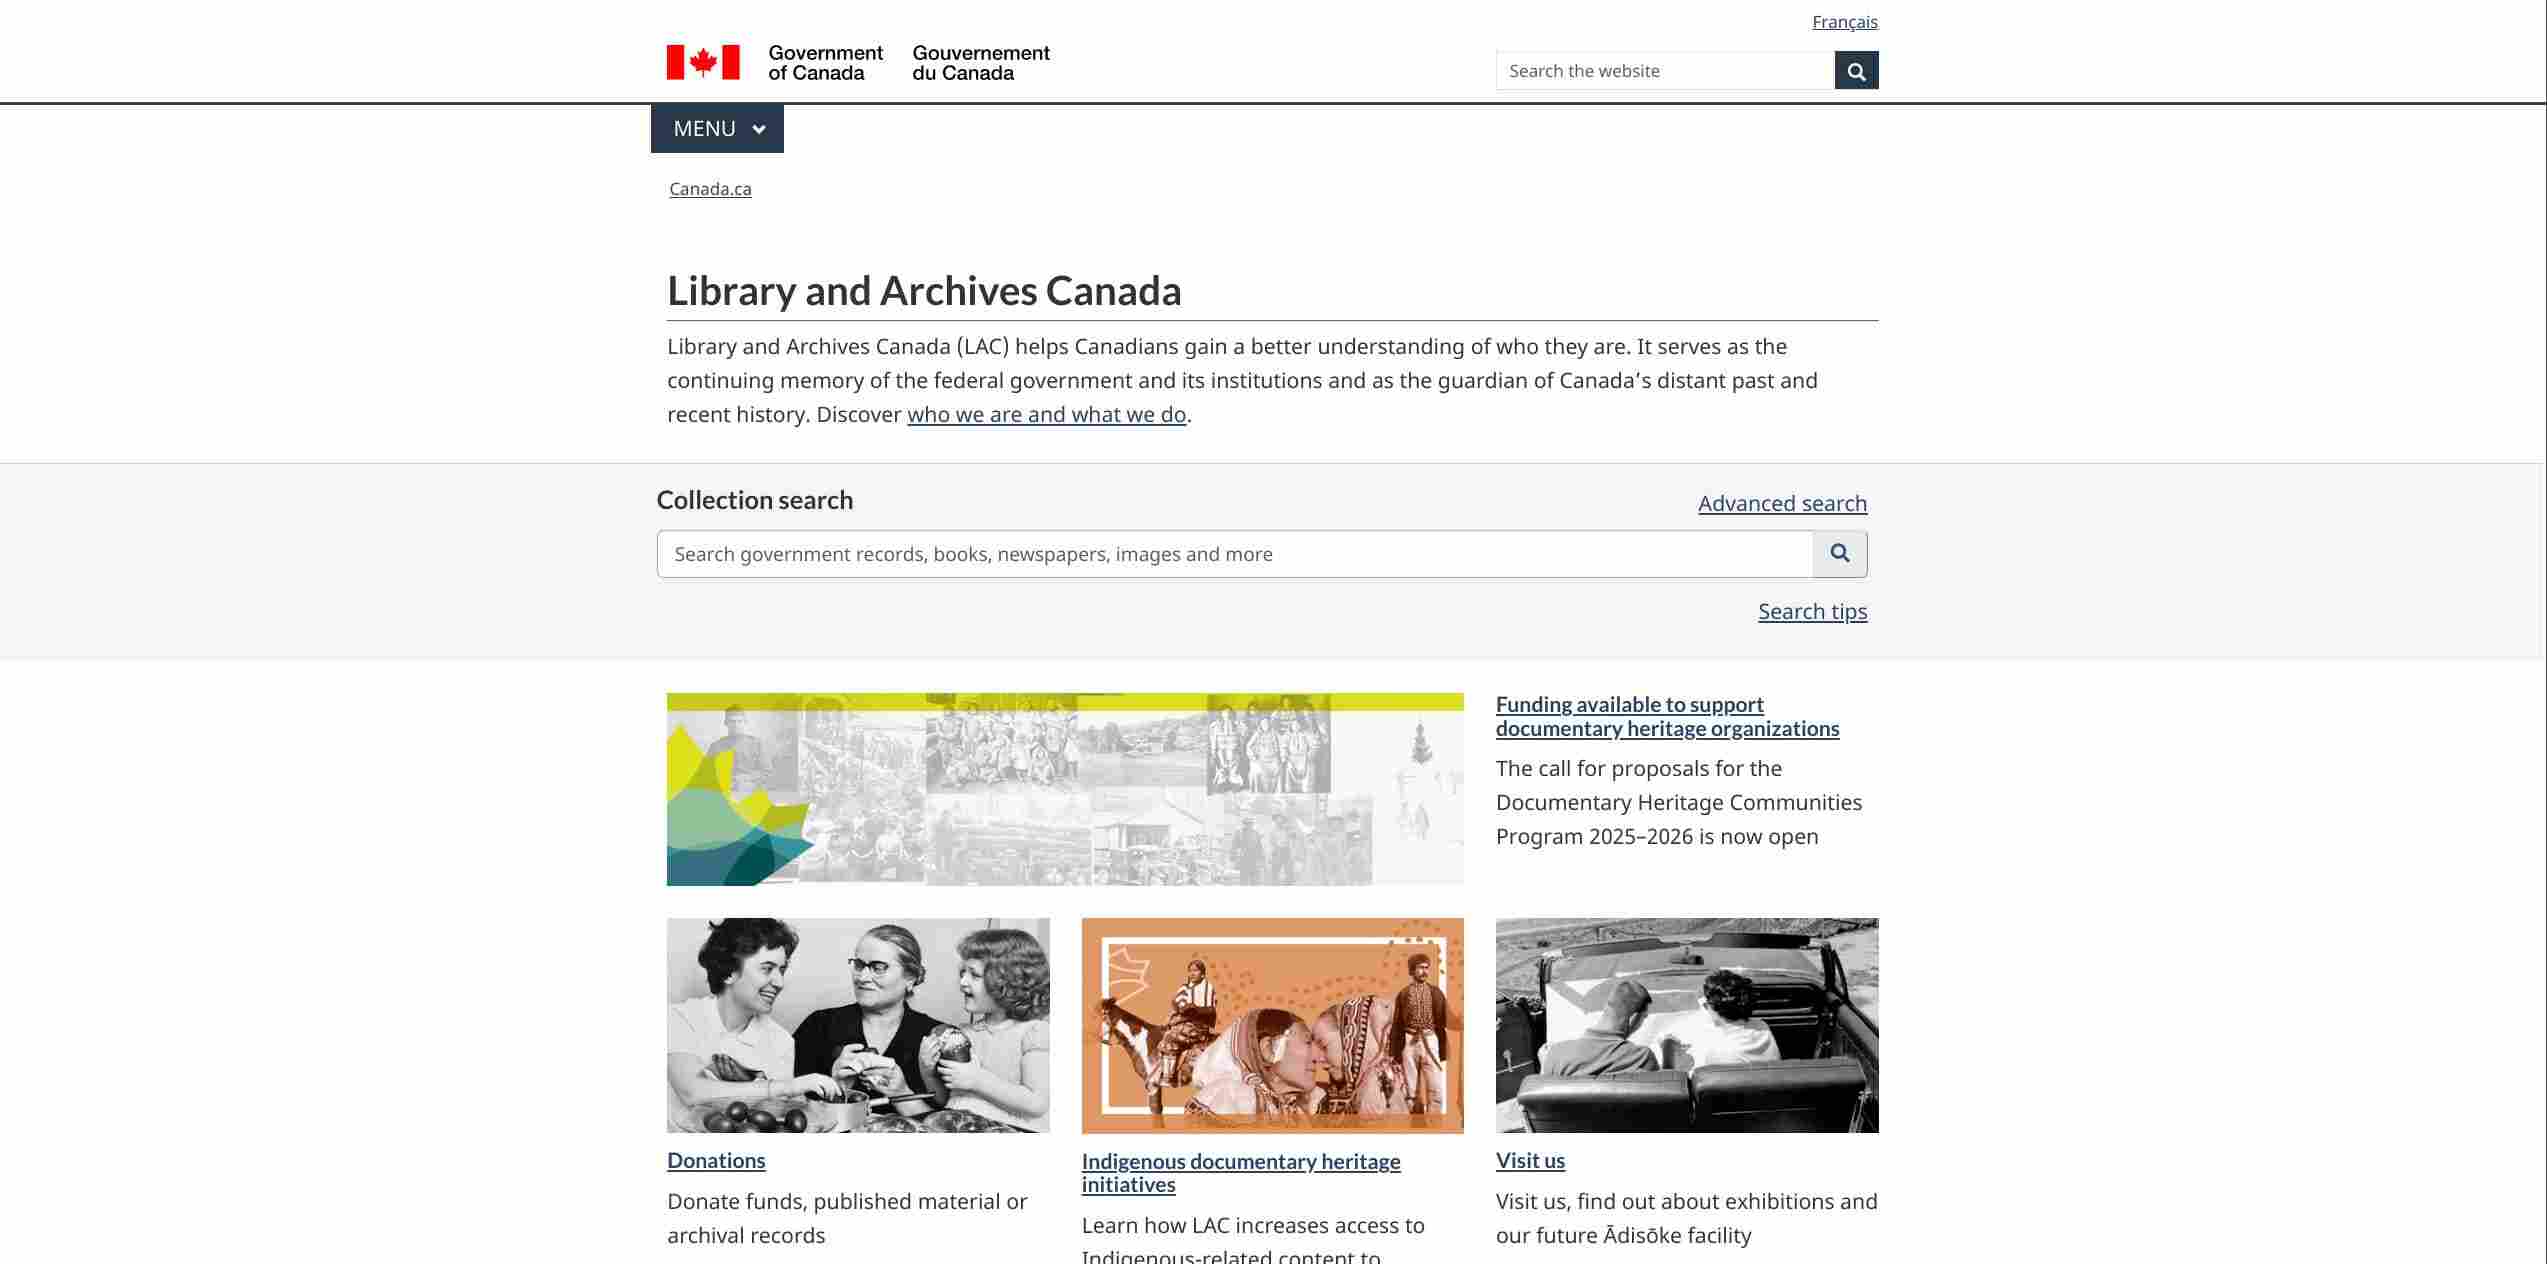 Français
Government
of Canada
Gouvernement
du Canada
Search the website
MENU
Canada.ca
Library and Archives Canada
Library and Archives Canada (LAC) helps Canadians gain a better understanding of who they are. It serves as the
continuing memory of the federal government and its institutions and as the guardian of Canada’s distant past and
recent history. Discover who we are and what we do.
Collection search
Advanced search
Search government records, books, newspapers, images and more
Search tips
Funding available to support
documentary heritage organizations
The call for proposals for the
Documentary Heritage Communities
Program 2025–2026 is now open
Donations
Donate funds, published material or
archival records
Indigenous documentary heritage
initiatives
Learn how LAC increases access to
Indigenous-related content to
Visit us
Visit us, find out about exhibitions and
our future Ādisōke facility